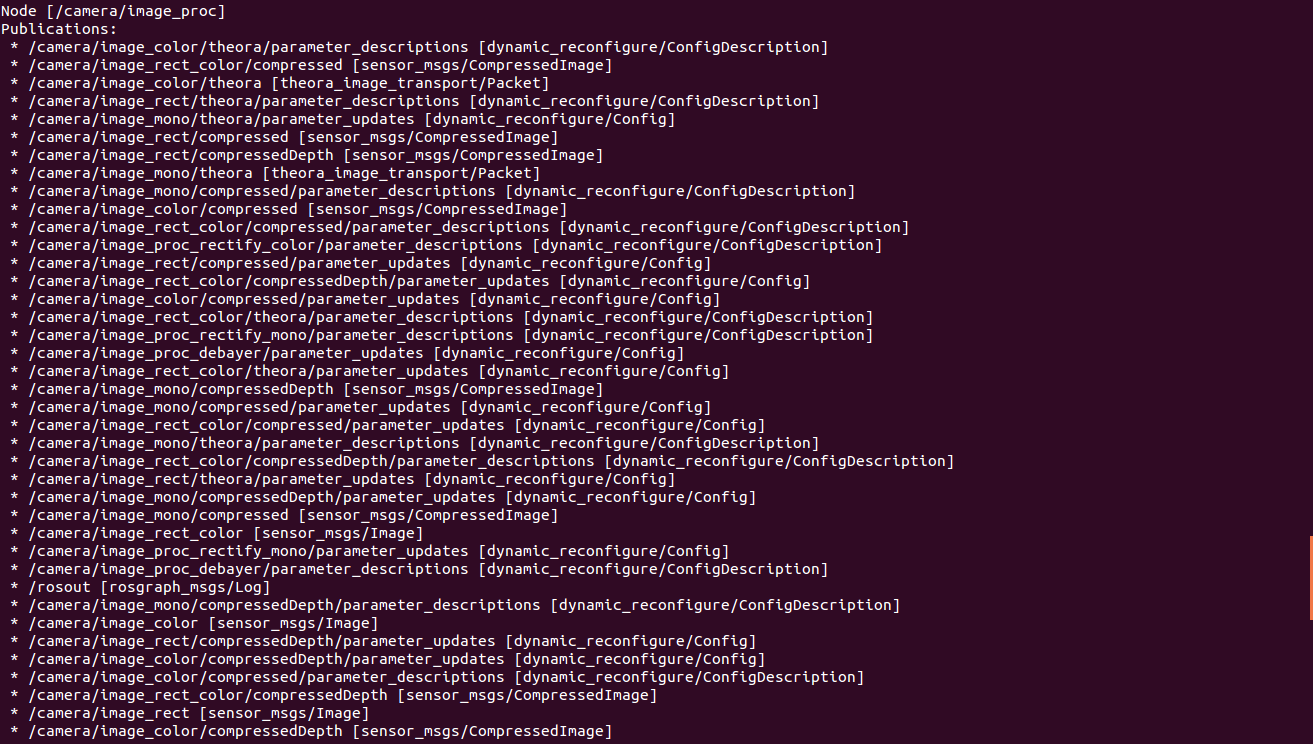 Node [/camera/image_proc]
Publications:
* /camera/image_color/theora/parameter_descriptions [dynamic_reconfigure/ConfigDescription]
* /camera/image_rect_color/compressed [sensor_msgs/CompressedImage]
* /camera/image_color/theora [theora_image_transport/Packet]
* /camera/image_rect/theora/parameter_descriptions [dynamic_reconfigure/ConfigDescription]
* /camera/image_mono/theora/parameter_updates [dynamic_reconfigure/Config]
* /camera/image_rect/compressed [sensor_msgs/CompressedImage]
* /camera/image_rect/compressedDepth [sensor_msgs/CompressedImage]
* /camera/image_mono/theora [theora_image_transport/Packet]
* /camera/image_mono/compressed/parameter_descriptions [dynamic_reconfigure/ConfigDescription]
* /camera/image_color/compressed [sensor_msgs/CompressedImage]
* /camera/image_rect_color/compressed/parameter_descriptions [dynamic_reconfigure/ConfigDescription]
* /camera/image_proc_rectify_color/parameter_descriptions [dynamic_reconfigure/ConfigDescription]
* /camera/image_rect/compressed/parameter_updates [dynamic_reconfigure/Config]
* /camera/image_rect_color/compressedDepth/parameter_updates [dynamic_reconfigure/Config]
* /camera/image_color/compressed/parameter_updates [dynamic_reconfigure/Config]
* /camera/image_rect_color/theora/parameter_descriptions [dynamic_reconfigure/ConfigDescription]
* /camera/image_proc_rectify_mono/parameter_descriptions [dynamic_reconfigure/ConfigDescription]
* /camera/image_proc_debayer/parameter_updates [dynamic_reconfigure/Config]
* /camera/image_rect_color/theora/parameter_updates [dynamic_reconfigure/Config]
* /camera/image_mono/compressedDepth [sensor_msgs/CompressedImage]
* /camera/image_mono/compressed/parameter_updates [dynamic_reconfigure/Config]
* /camera/image_rect_color/compressed/parameter_updates [dynamic_reconfigure/Config]
* /camera/image_mono/theora/parameter_descriptions [dynamic_reconfigure/ConfigDescription]
* /camera/image_rect_color/compressedDepth/parameter_descriptions [dynamic_reconfigure/ConfigDescription]
* /camera/image_rect/theora/parameter_updates [dynamic_reconfigure/Config]
* /camera/image_mono/compressedDepth/parameter_updates [dynamic_reconfigure/Config]
* /camera/image_mono/compressed [sensor_msgs/CompressedImage]
* /camera/image_rect_color [sensor_msgs/Image]
* /camera/image_proc_rectify_mono/parameter_updates [dynamic_reconfigure/Config]
* /camera/image_proc_debayer/parameter_descriptions [dynamic_reconfigure/ConfigDescription]
* /rosout [rosgraph_msgs/Log]
* /camera/image_mono/compressedDepth/parameter_descriptions [dynamic_reconfigure/ConfigDescription]
* /camera/image_color [sensor_msgs/Image]
* /camera/image_rect/compressedDepth/parameter_updates [dynamic_reconfigure/Config]
* /camera/image_color/compressedDepth/parameter_updates [dynamic_reconfigure/Config]
* /camera/image_color/compressed/parameter_descriptions [dynamic_reconfigure/ConfigDescription]
* /camera/image_rect_color/compressedDepth [sensor_msgs/CompressedImage]
* /camera/image_rect [sensor_msgs/Image]
* /camera/image_color/compressedDepth [sensor_msgs/CompressedImage]